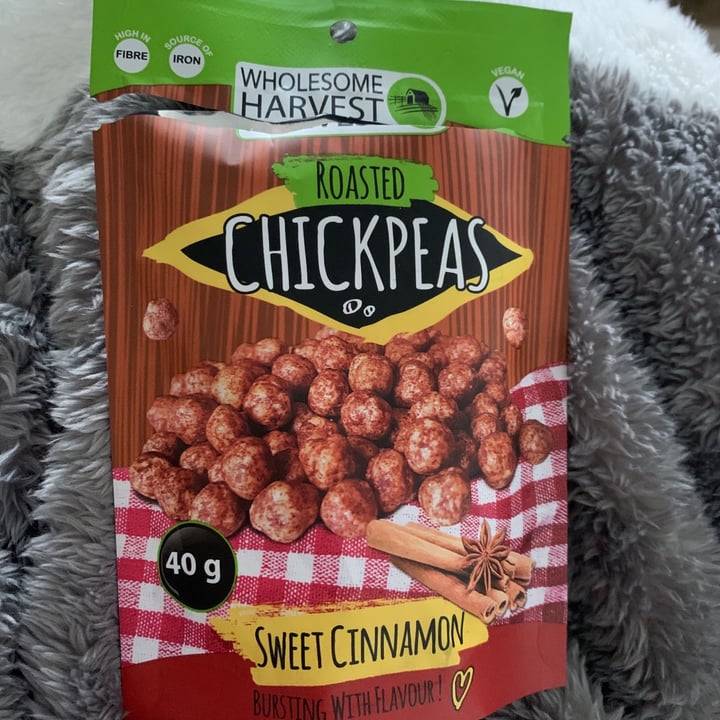 HIGH IN
FIBRE
SOURCE OF
IRON
WHOLESOME
HARVEST
VEGAN
V
ROASTED
CHICKPEAS
40 g
SWEET CINNAMON
BURSTING WITH FLAVOUR!